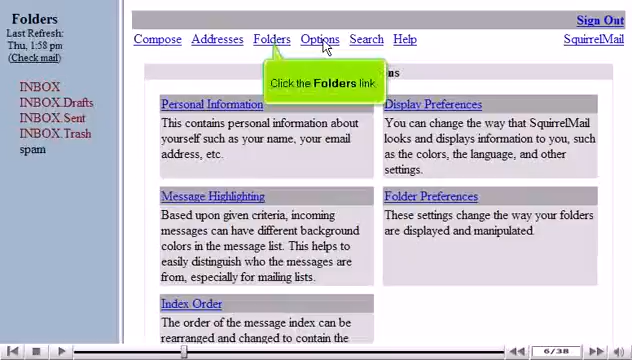 Folders
Last Refresh:
Thu, 1:58 pm
(Check mail)
INBOX
INBOX.Drafts
INBOX.Sent
INBOX.Trash
spam
Sign Out
Compose Addresses Folders Options Search Help SquirrelMail
Click the Folders link
Personal Information
This contains personal information about
yourself such as your name, your email
address, etc.
Display Preferences
You can change the way that SquirrelMail
looks and displays information to you, such
as the colors, the language, and other
settings.
Message Highlighting
Based upon given criteria, incoming
messages can have different background
colors in the message list. This helps to
easily distinguish who the messages are
from, especially for mailing lists.
Folder Preferences
These settings change the way your folders
are displayed and manipulated.
Index Order
The order of the message index can be
rearranged and changed to contain the
6/38